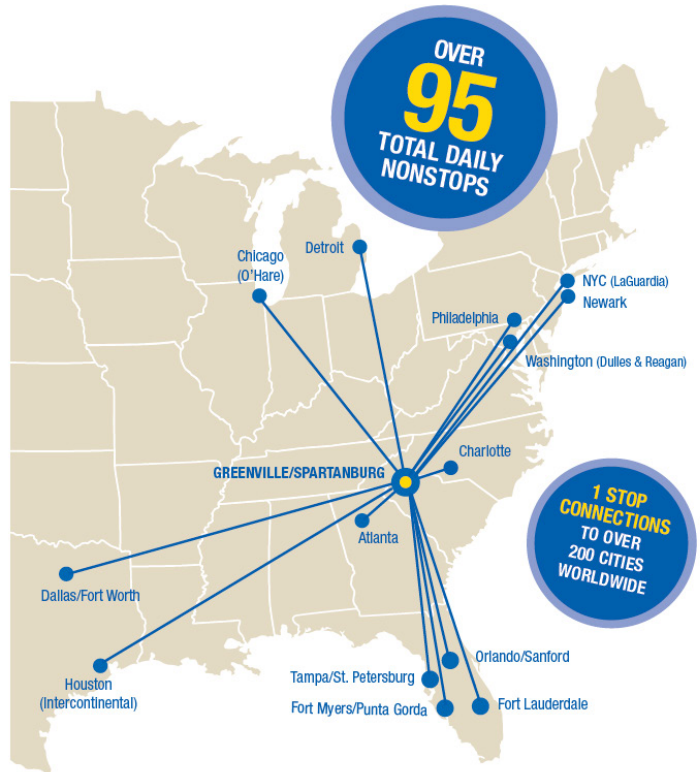 OVER
95
TOTAL DAILY
NONSTOPS
Chicago
(O'Hare)
Detroit
NYC (LaGuardia)
Newark
Philadelphia
Washington (Dulles & Reagan)
Charlotte
GREENVILLE/SPARTANBURG
Atlanta
1 STOP
CONNECTIONS
TO OVER
200 CITIES
WORLDWIDE
Dallas/Fort Worth
Houston
(Intercontinental)
Orlando/Sanford
Tampa/St. Petersburg
Fort Myers/Punta Gorda
Fort Lauderdale